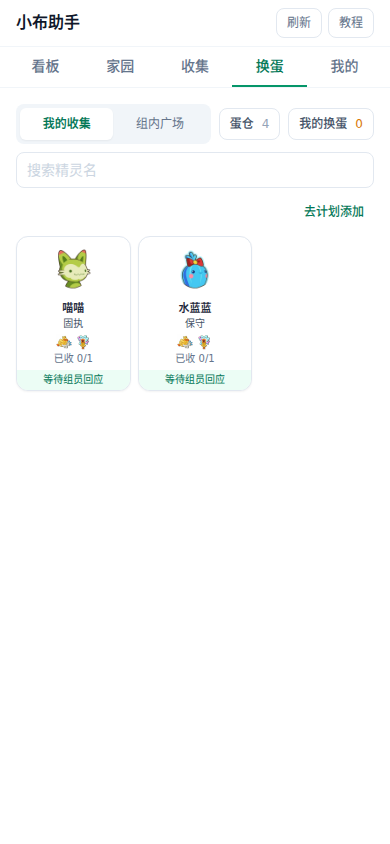 小布助手
刷新
教程
看板
家园
收集
换蛋
我的
我的收集
组内广场
蛋仓 4
我的换蛋 0
搜索精灵名
去计划添加
喵喵
固执
已收 0/1
等待组员回应
水蓝蓝
保守
已收 0/1
等待组员回应